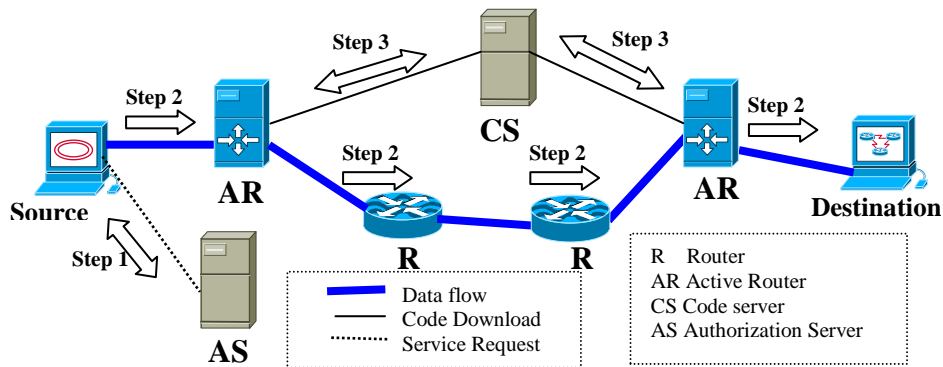 Step 3
Step 3
Step 2
CS
Step 2
AR
Step 2
Step 2
AR
Source
Destination
Step 1
R
R
AS
Data flow
Code Download
Service Request
R Router
AR Active Router
CS Code server
AS Authorization Server